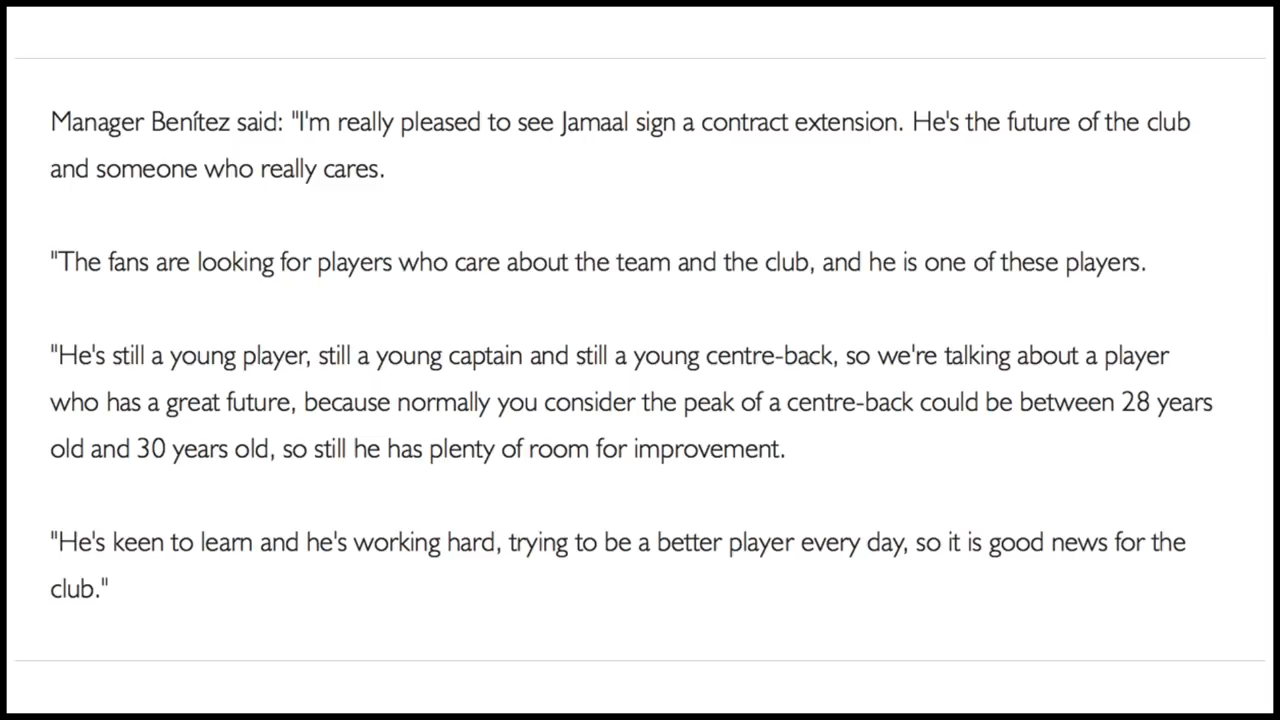 Manager Benítez said: "I'm really pleased to see Jamaal sign a contract extension. He's the future of the club
and someone who really cares.
"The fans are looking for players who care about the team and the club, and he is one of these players.
"He's still a young player, still a young captain and still a young centre-back, so we're talking about a player
who has a great future, because normally you consider the peak of a centre-back could be between 28 years
old and 30 years old, so still he has plenty of room for improvement.
"He's keen to learn and he's working hard, trying to be a better player every day, so it is good news for the
club."